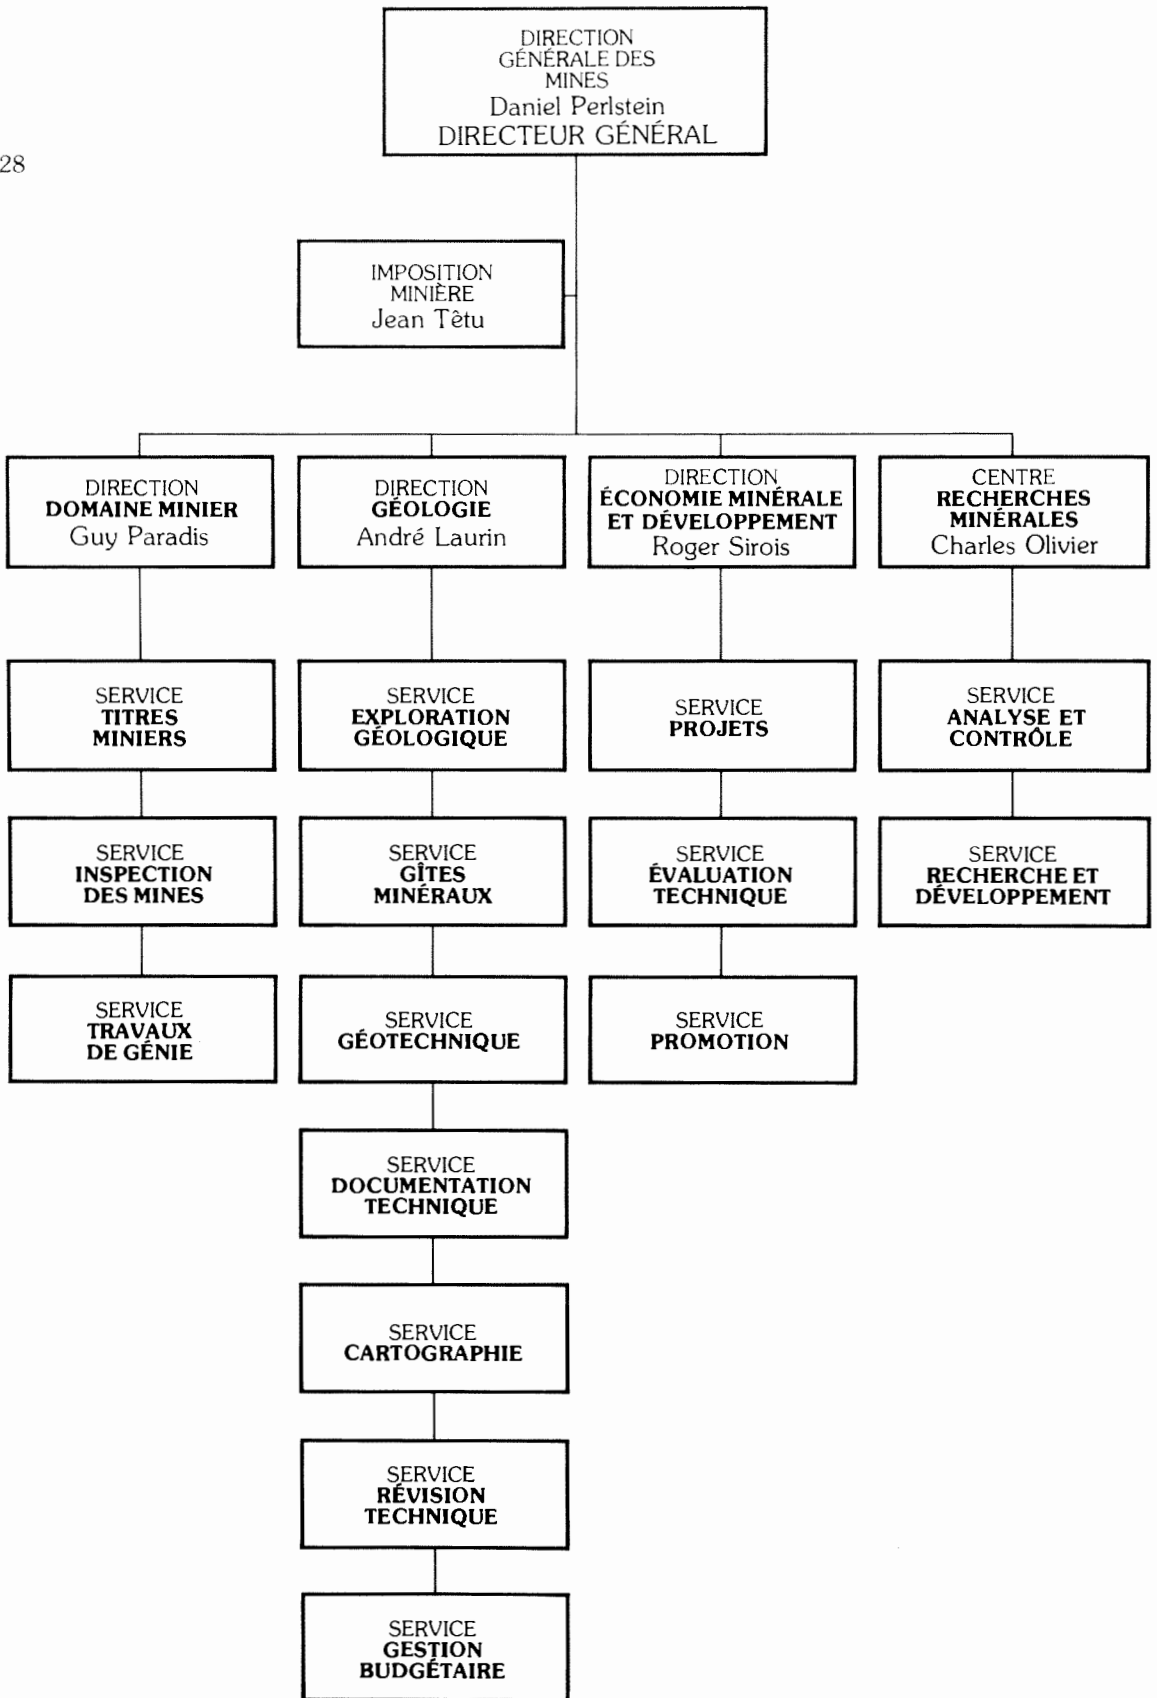 DIRECTION
GÉNÉRALE DES
MINES
Daniel Perlstein
DIRECTEUR GÉNÉRAL
28
IMPOSITION
MINIÈRE
Jean Têtu
DIRECTION
DOMAINE MINIER
Guy Paradis
DIRECTION
GÉOLOGIE
André Laurin
DIRECTION
ÉCONOMIE MINÉRALE
ET DÉVELOPPEMENT
Roger Sirois
CENTRE
RECHERCHES
MINÉRALES
Charles Olivier
SERVICE
TITRES
MINIERS
SERVICE
EXPLORATION
GÉOLOGIQUE
SERVICE
PROJETS
SERVICE
ANALYSE ET
CONTRÔLE
SERVICE
INSPECTION
DES MINES
SERVICE
GÎTES
MINÉRAUX
SERVICE
ÉVALUATION
TECHNIQUE
SERVICE
RECHERCHE ET
DÉVELOPPEMENT
SERVICE
TRAVAUX
DE GÉNIE
SERVICE
GÉOTECHNIQUE
SERVICE
PROMOTION
SERVICE
DOCUMENTATION
TECHNIQUE
SERVICE
CARTOGRAPHIE
SERVICE
RÉVISION
TECHNIQUE
SERVICE
GESTION
BUDGÉTAIRE